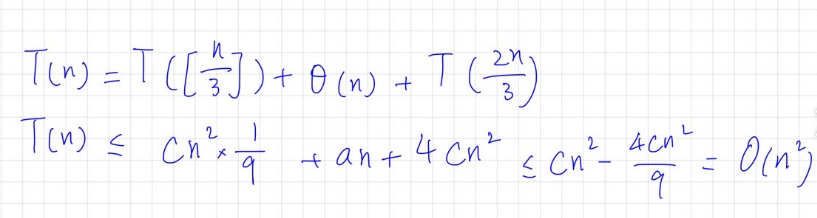 T(n) = T([n/3]) + θ(n) + T(2n/3)
T(n) ≤ cn² × 1/9 + an + 4cn² ≤ cn² - 4cn²/9 = O(n²)